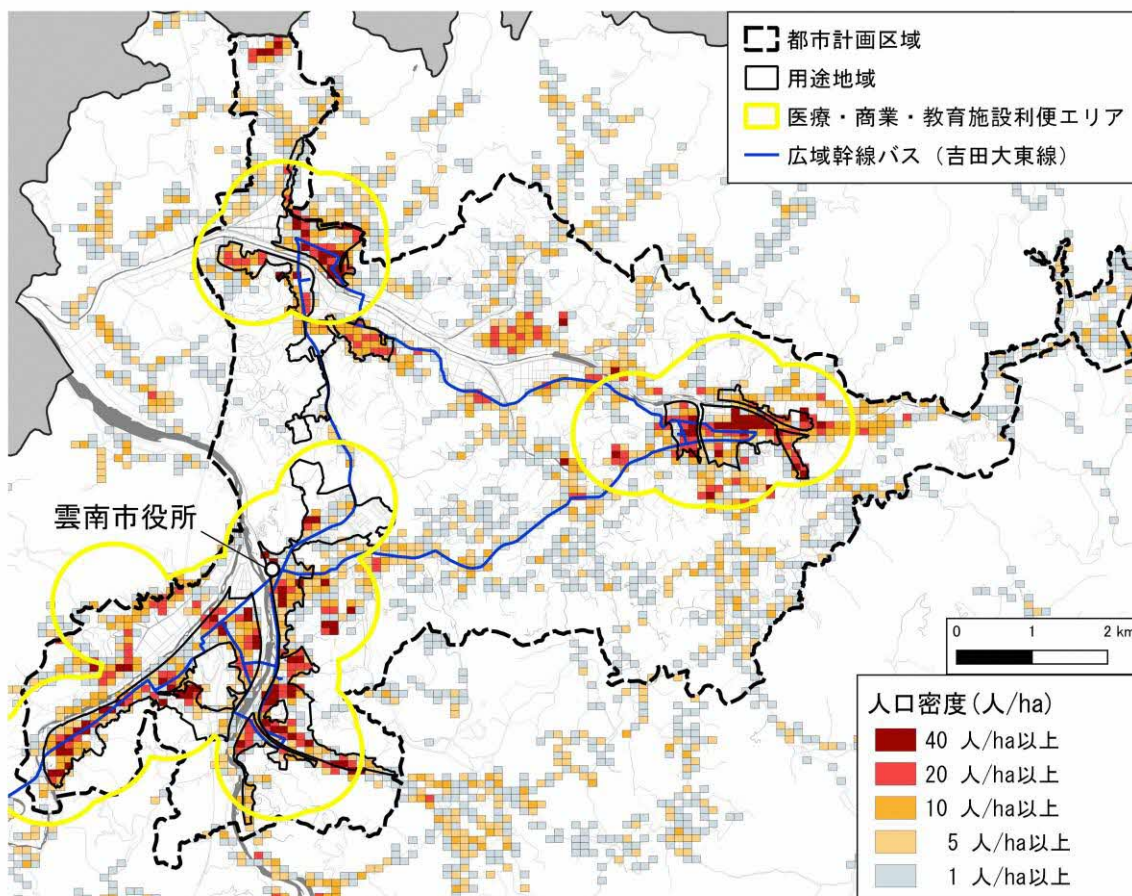 都市計画区域
用途地域
医療・商業・教育施設利便エリア
広域幹線バス（吉田大東線）
雲南市役所
0 1 2 km
人口密度(人/ha)
40 人/ha以上
20 人/ha以上
10 人/ha以上
5 人/ha以上
1 人/ha以上